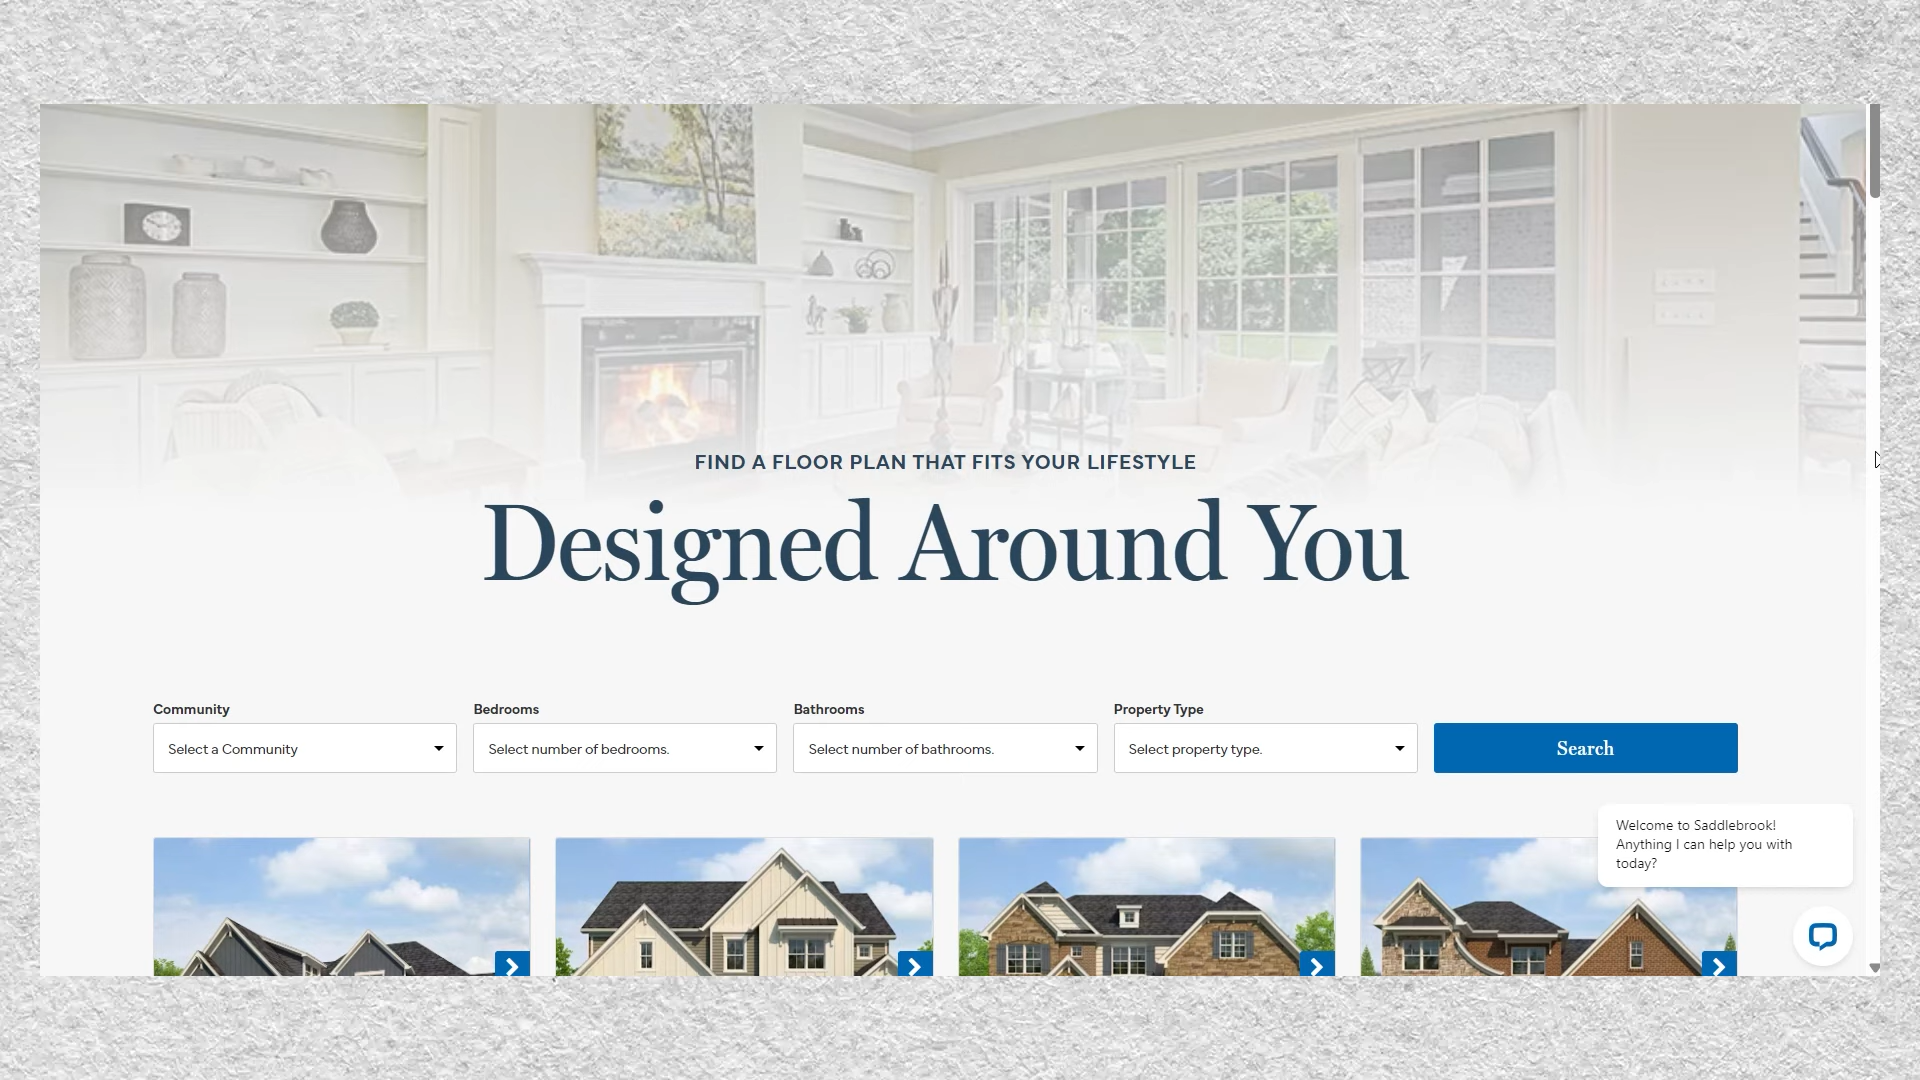 FIND A FLOOR PLAN THAT FITS YOUR LIFESTYLE
Designed Around You
Community
Bedrooms
Bathrooms
Property Type
Select a Community
Select number of bedrooms.
Select number of bathrooms.
Select property type.
Search
Welcome to Saddlebrook!
Anything I can help you with
today?